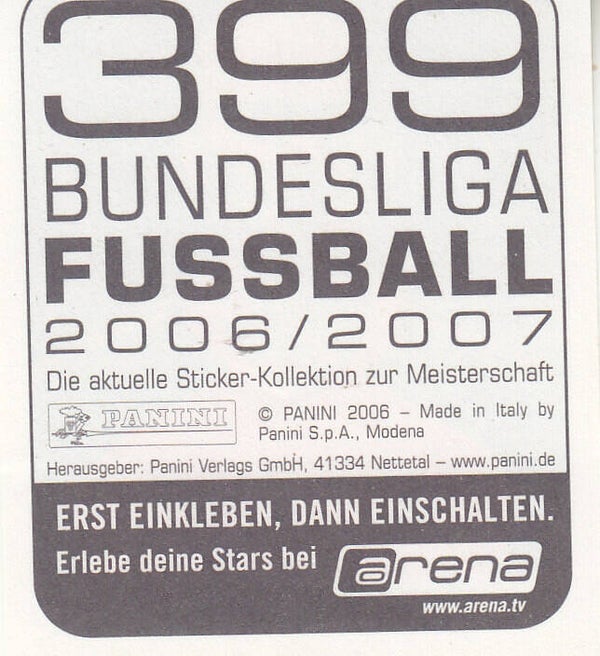 399
BUNDESLIGA
FUSSBALL
2006/2007
Die aktuelle Sticker-Kollektion zur Meisterschaft
PANINI
© PANINI 2006 – Made in Italy by
Panini S.p.A., Modena
Herausgeber: Panini Verlags GmbH, 41334 Nettetal – www.panini.de
ERST EINKLEBEN, DANN EINSCHALTEN.
Erlebe deine Stars bei
arena
www.arena.tv